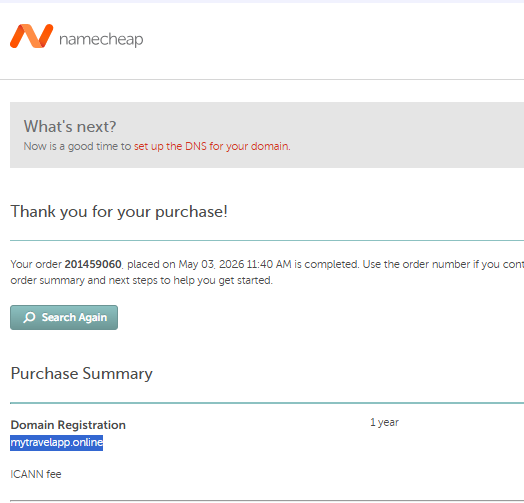 namecheap
What's next?
Now is a good time to set up the DNS for your domain.
Thank you for your purchase!
Your order 201459060, placed on May 03, 2026 11:40 AM is completed. Use the order number if you cont
order summary and next steps to help you get started.
Search Again
Purchase Summary
Domain Registration 1 year
mytravelapp.online
ICANN fee